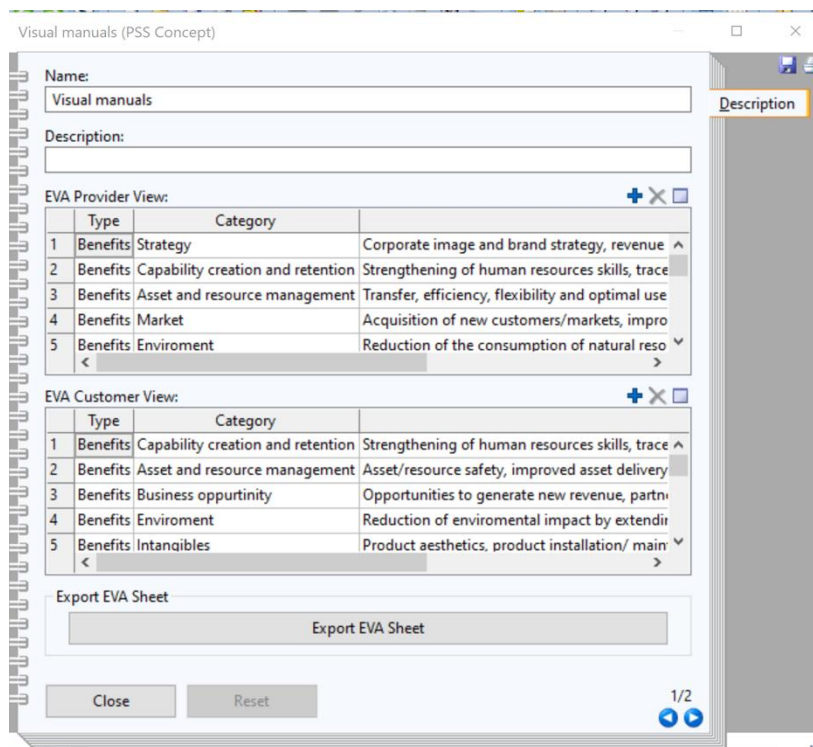 Visual manuals (PSS Concept)
Name:
Visual manuals
Description
Description:
EVA Provider View:
Type Category
1 Benefits Strategy Corporate image and brand strategy, revenue
2 Benefits Capability creation and retention Strengthening of human resources skills, trace
3 Benefits Asset and resource management Transfer, efficiency, flexibility and optimal use
4 Benefits Market Acquisition of new customers/markets, impro
5 Benefits Enviroment Reduction of the consumption of natural reso
EVA Customer View:
Type Category
1 Benefits Capability creation and retention Strengthening of human resources skills, trace
2 Benefits Asset and resource management Asset/resource safety, improved asset delivery
3 Benefits Business oppurtinity Opportunities to generate new revenue, partn
4 Benefits Enviroment Reduction of enviromental impact by extendin
5 Benefits Intangibles Product aesthetics, product installation/ main
Export EVA Sheet
Export EVA Sheet
Close Reset 1/2